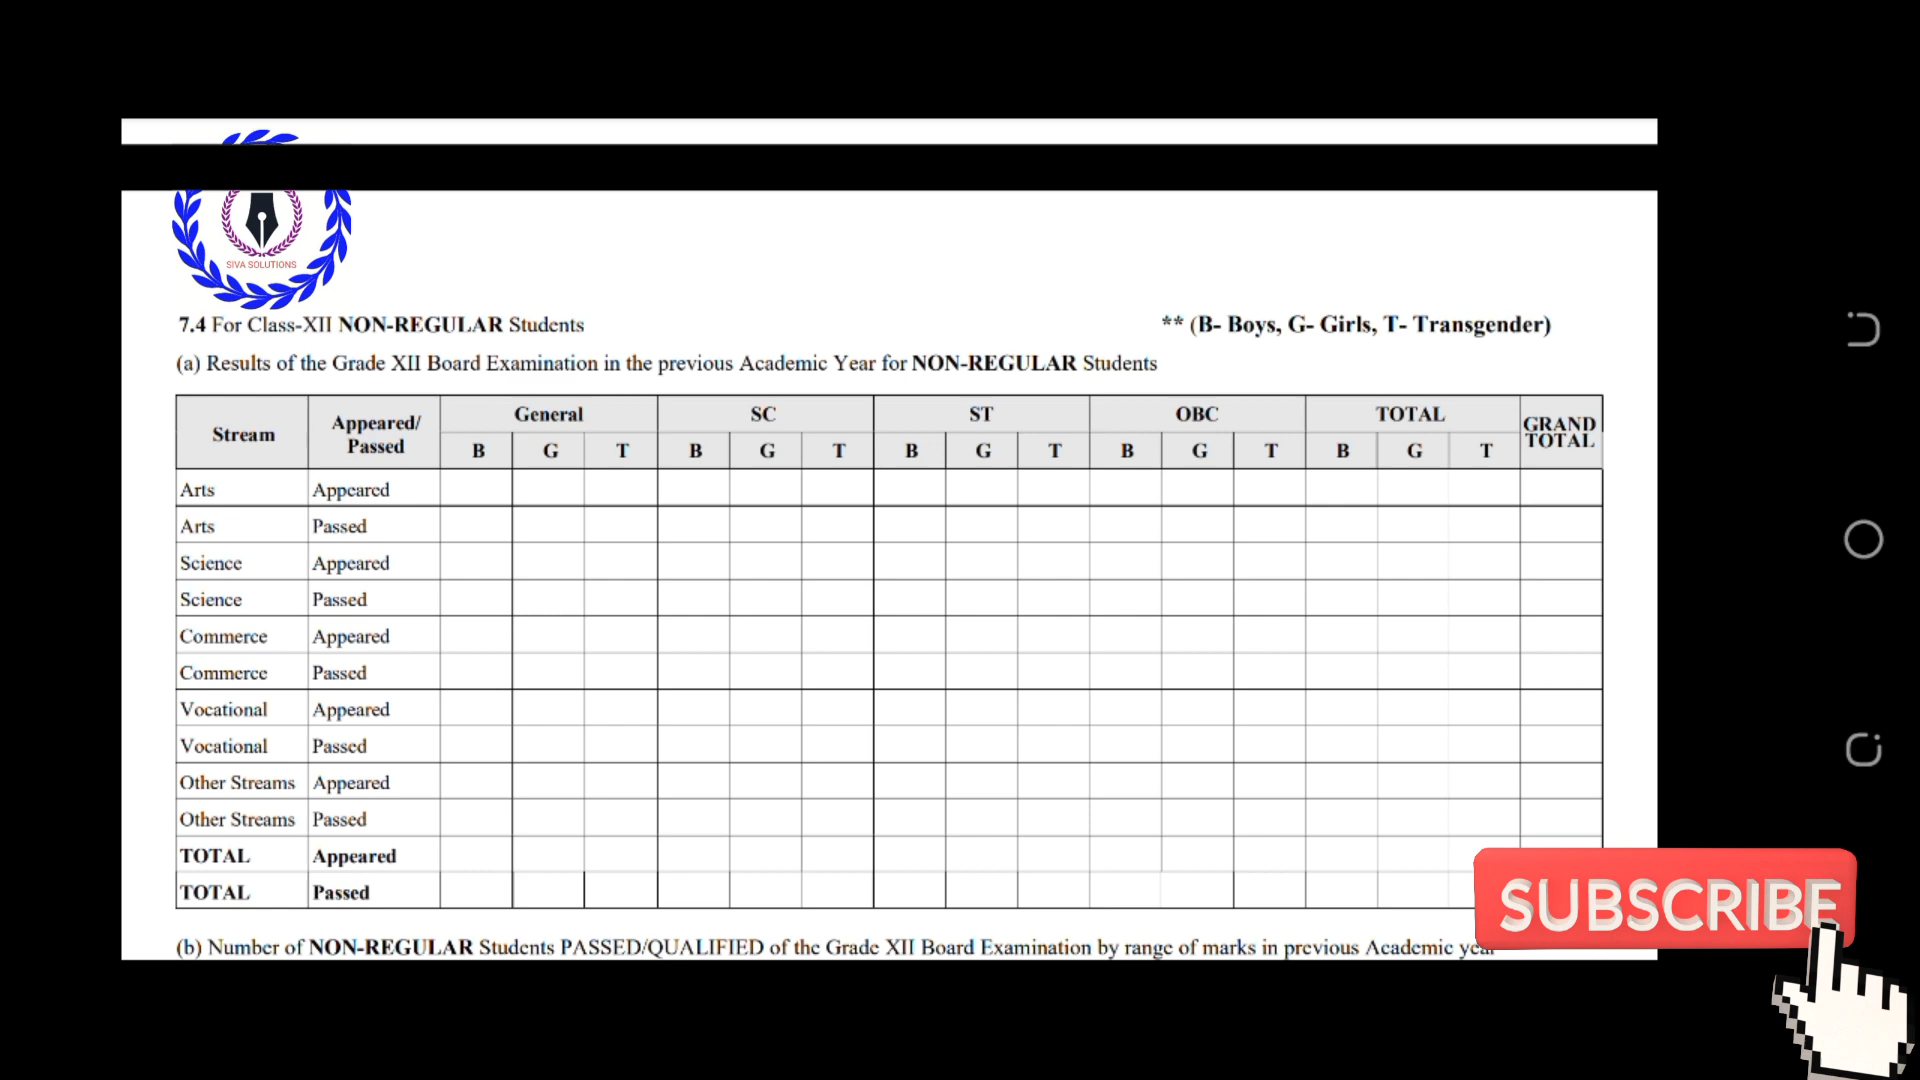 SIVA SOLUTIONS
7.4 For Class-XII NON-REGULAR Students ** (B- Boys, G- Girls, T- Transgender)
(a) Results of the Grade XII Board Examination in the previous Academic Year for NON-REGULAR Students
Stream Appeared/ Passed General SC ST OBC TOTAL GRAND TOTAL
B G T B G T B G T B G T B G T
Arts Appeared
Arts Passed
Science Appeared
Science Passed
Commerce Appeared
Commerce Passed
Vocational Appeared
Vocational Passed
Other Streams Appeared
Other Streams Passed
TOTAL Appeared
TOTAL Passed
SUBSCRIBE
(b) Number of NON-REGULAR Students PASSED/QUALIFIED of the Grade XII Board Examination by range of marks in previous Academic year